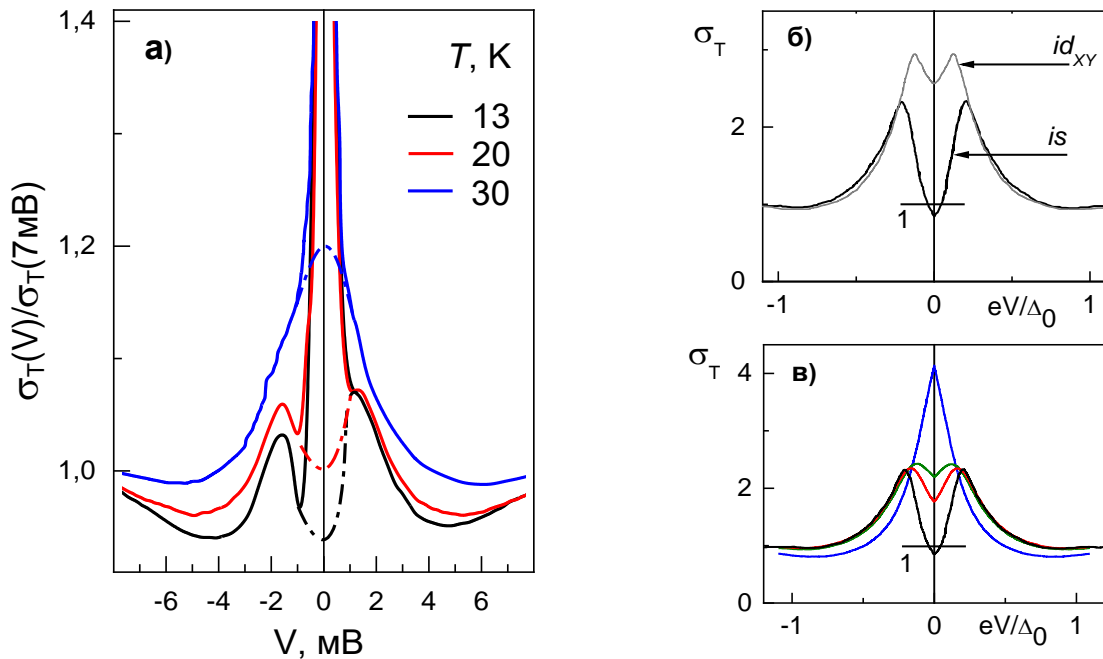 а)
T, K
13
20
30
1,4
1,2
1,0
σT(V)/σT(7мВ)
-6 -4 -2 0 2 4 6
V, мВ
б)
σT
idXY
is
2
1
0
-1 0 eV/Δ0 1
в)
σT
4
2
1
0
-1 0 eV/Δ0 1